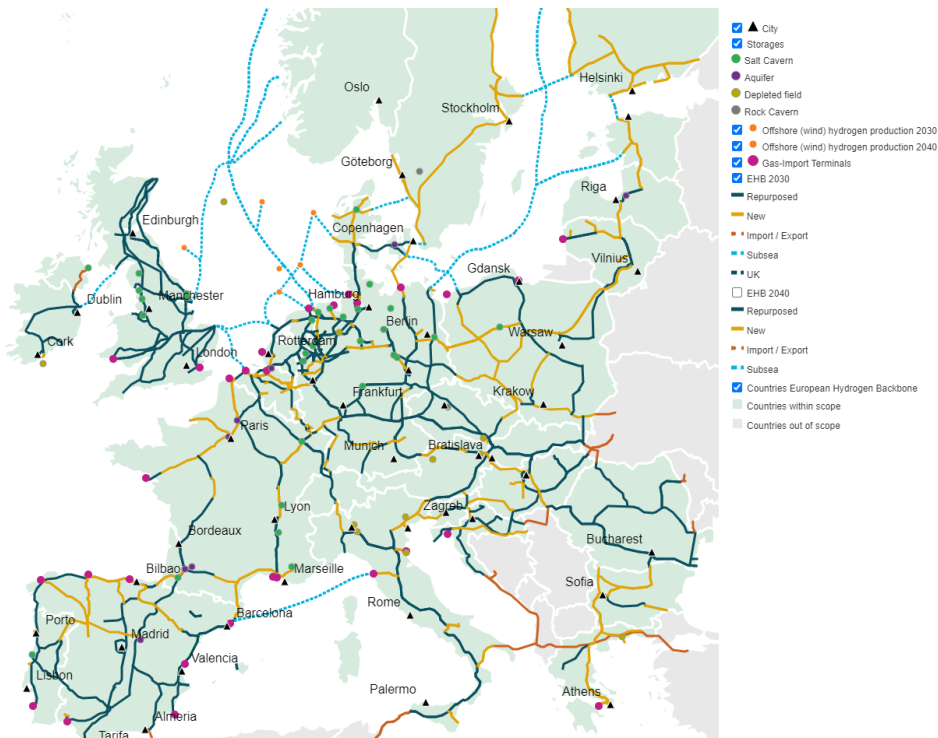 Oslo
Helsinki
Stockholm
Göteborg
Riga
Edinburgh
Copenhagen
Vilnius
Gdansk
Dublin
Manchester
Hamburg
Berlin
Warsaw
Cork
London
Rotterdam
Frankfurt
Krakow
Paris
Munich
Bratislava
Lyon
Zagreb
Bordeaux
Bucharest
Bilbao
Marseille
Sofia
Barcelona
Rome
Porto
Madrid
Valencia
Lisbon
Palermo
Athens
Almeria
Tarifa
City
Storages
Salt Cavern
Aquifer
Depleted field
Rock Cavern
Offshore (wind) hydrogen production 2030
Offshore (wind) hydrogen production 2040
Gas-Import Terminals
EHB 2030
Repurposed
New
Import / Export
Subsea
UK
EHB 2040
Repurposed
New
Import / Export
Subsea
Countries European Hydrogen Backbone
Countries within scope
Countries out of scope